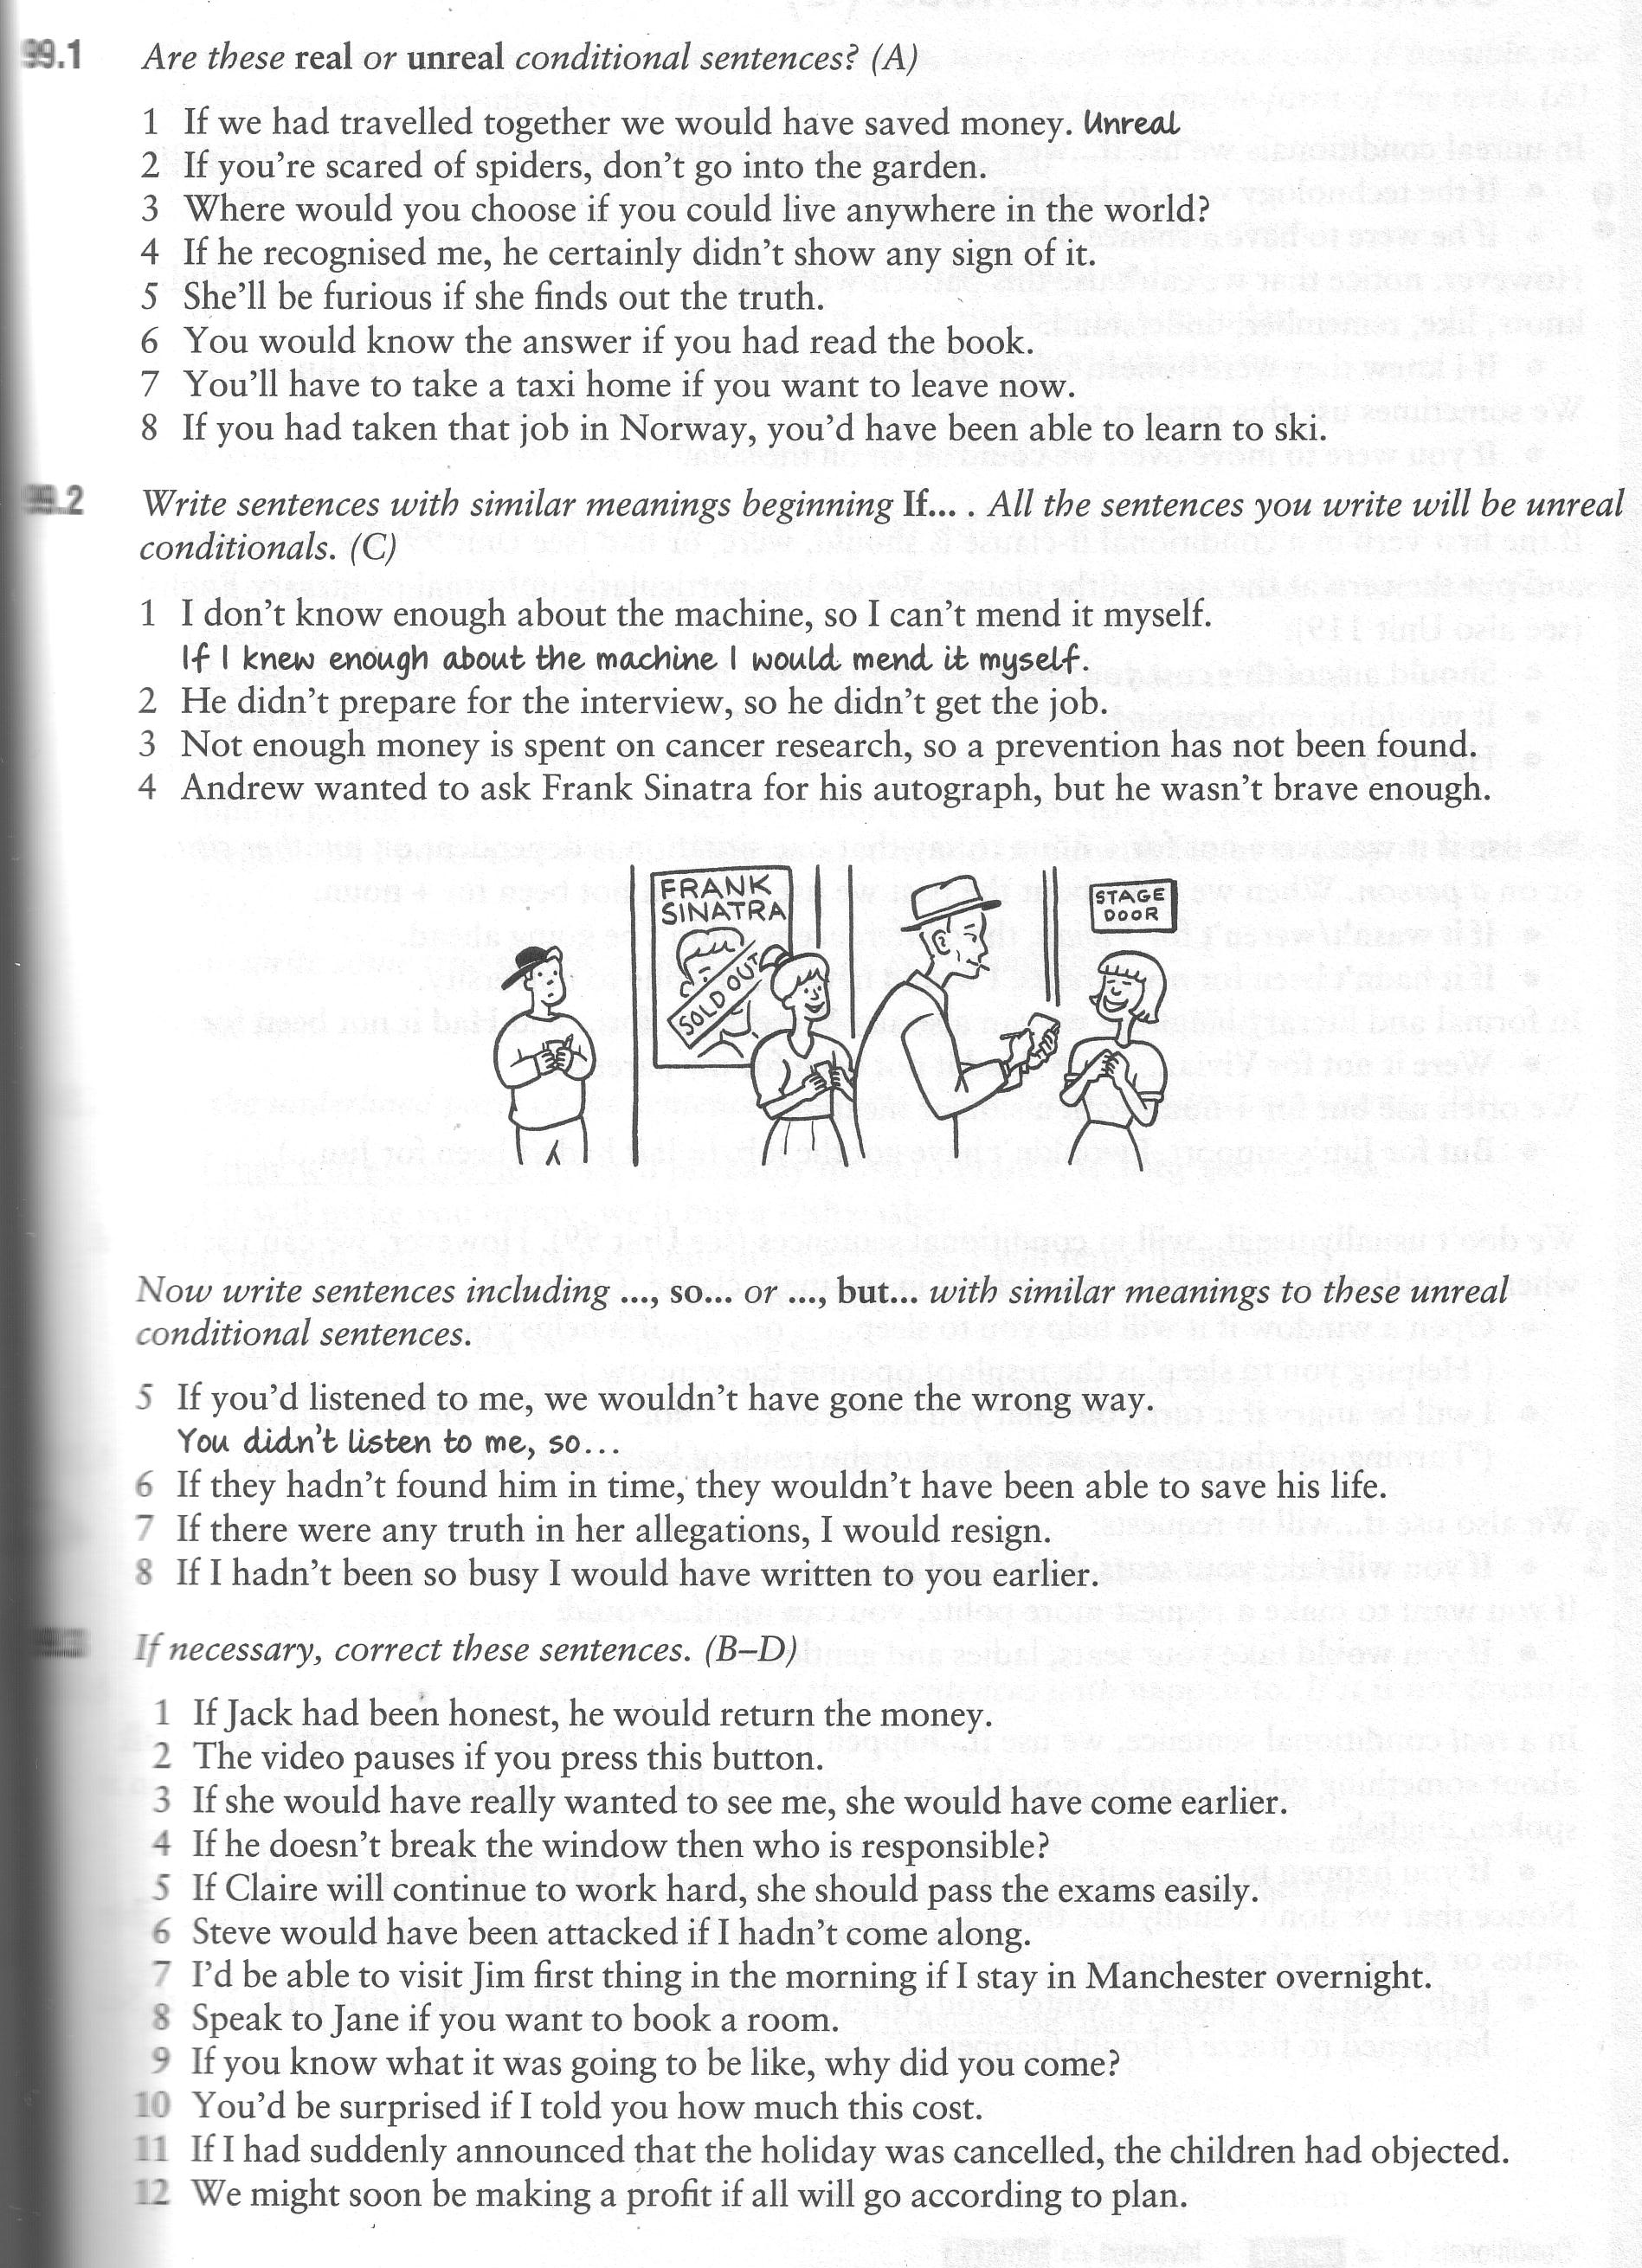 99.1 Are these real or unreal conditional sentences? (A)
1 If we had travelled together we would have saved money. Unreal
2 If you're scared of spiders, don't go into the garden.
3 Where would you choose if you could live anywhere in the world?
4 If he recognised me, he certainly didn't show any sign of it.
5 She'll be furious if she finds out the truth.
6 You would know the answer if you had read the book.
7 You'll have to take a taxi home if you want to leave now.
8 If you had taken that job in Norway, you'd have been able to learn to ski.
99.2 Write sentences with similar meanings beginning If... . All the sentences you write will be unreal
conditionals. (C)
1 I don't know enough about the machine, so I can't mend it myself.
If I knew enough about the machine I would mend it myself.
2 He didn't prepare for the interview, so he didn't get the job.
3 Not enough money is spent on cancer research, so a prevention has not been found.
4 Andrew wanted to ask Frank Sinatra for his autograph, but he wasn't brave enough.
FRANK
SINATRA
SOLD OUT
STAGE
DOOR
Now write sentences including ..., so... or ..., but... with similar meanings to these unreal
conditional sentences.
5 If you'd listened to me, we wouldn't have gone the wrong way.
You didn't listen to me, so...
6 If they hadn't found him in time, they wouldn't have been able to save his life.
7 If there were any truth in her allegations, I would resign.
8 If I hadn't been so busy I would have written to you earlier.
If necessary, correct these sentences. (B–D)
1 If Jack had been honest, he would return the money.
2 The video pauses if you press this button.
3 If she would have really wanted to see me, she would have come earlier.
4 If he doesn't break the window then who is responsible?
5 If Claire will continue to work hard, she should pass the exams easily.
6 Steve would have been attacked if I hadn't come along.
7 I'd be able to visit Jim first thing in the morning if I stay in Manchester overnight.
8 Speak to Jane if you want to book a room.
9 If you know what it was going to be like, why did you come?
10 You'd be surprised if I told you how much this cost.
11 If I had suddenly announced that the holiday was cancelled, the children had objected.
12 We might soon be making a profit if all will go according to plan.